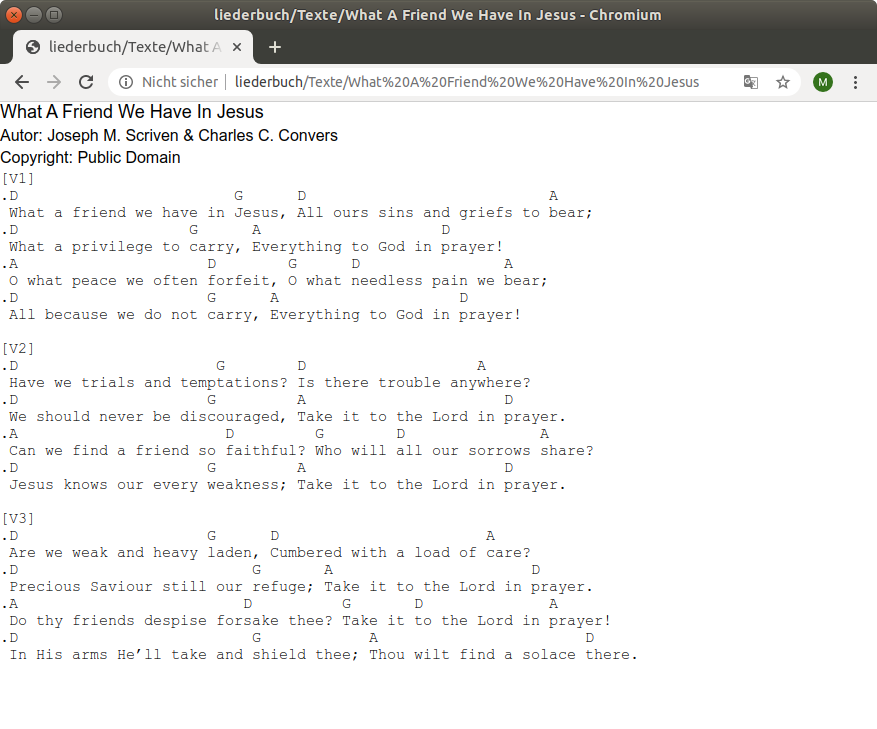 liederbuch/Texte/What A Friend We Have In Jesus - Chromium
liederbuch/Texte/What A
Nicht sicher | liederbuch/Texte/What%20A%20Friend%20We%20Have%20In%20Jesus
M
What A Friend We Have In Jesus
Autor: Joseph M. Scriven & Charles C. Convers
Copyright: Public Domain
[V1]
.D                        G      D                           A
 What a friend we have in Jesus, All ours sins and griefs to bear;
.D                   G      A                    D
 What a privilege to carry, Everything to God in prayer!
.A                     D        G      D                A
 O what peace we often forfeit, O what needless pain we bear;
.D                     G      A                    D
 All because we do not carry, Everything to God in prayer!
[V2]
.D                      G        D                   A
 Have we trials and temptations? Is there trouble anywhere?
.D                     G         A                      D
 We should never be discouraged, Take it to the Lord in prayer.
.A                       D         G        D               A
 Can we find a friend so faithful? Who will all our sorrows share?
.D                     G         A                      D
 Jesus knows our every weakness; Take it to the Lord in prayer.
[V3]
.D                     G      D                       A
 Are we weak and heavy laden, Cumbered with a load of care?
.D                          G       A                      D
 Precious Saviour still our refuge; Take it to the Lord in prayer.
.A                         D          G       D              A
 Do thy friends despise forsake thee? Take it to the Lord in prayer!
.D                          G            A                       D
 In His arms He’ll take and shield thee; Thou wilt find a solace there.